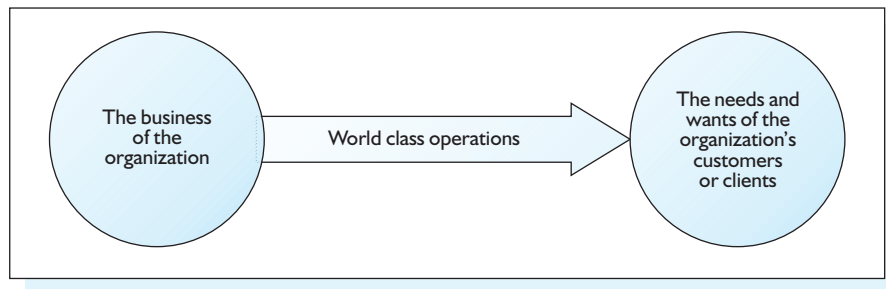 The business
of the
organization
World class operations
The needs and
wants of the
organization’s
customers
or clients